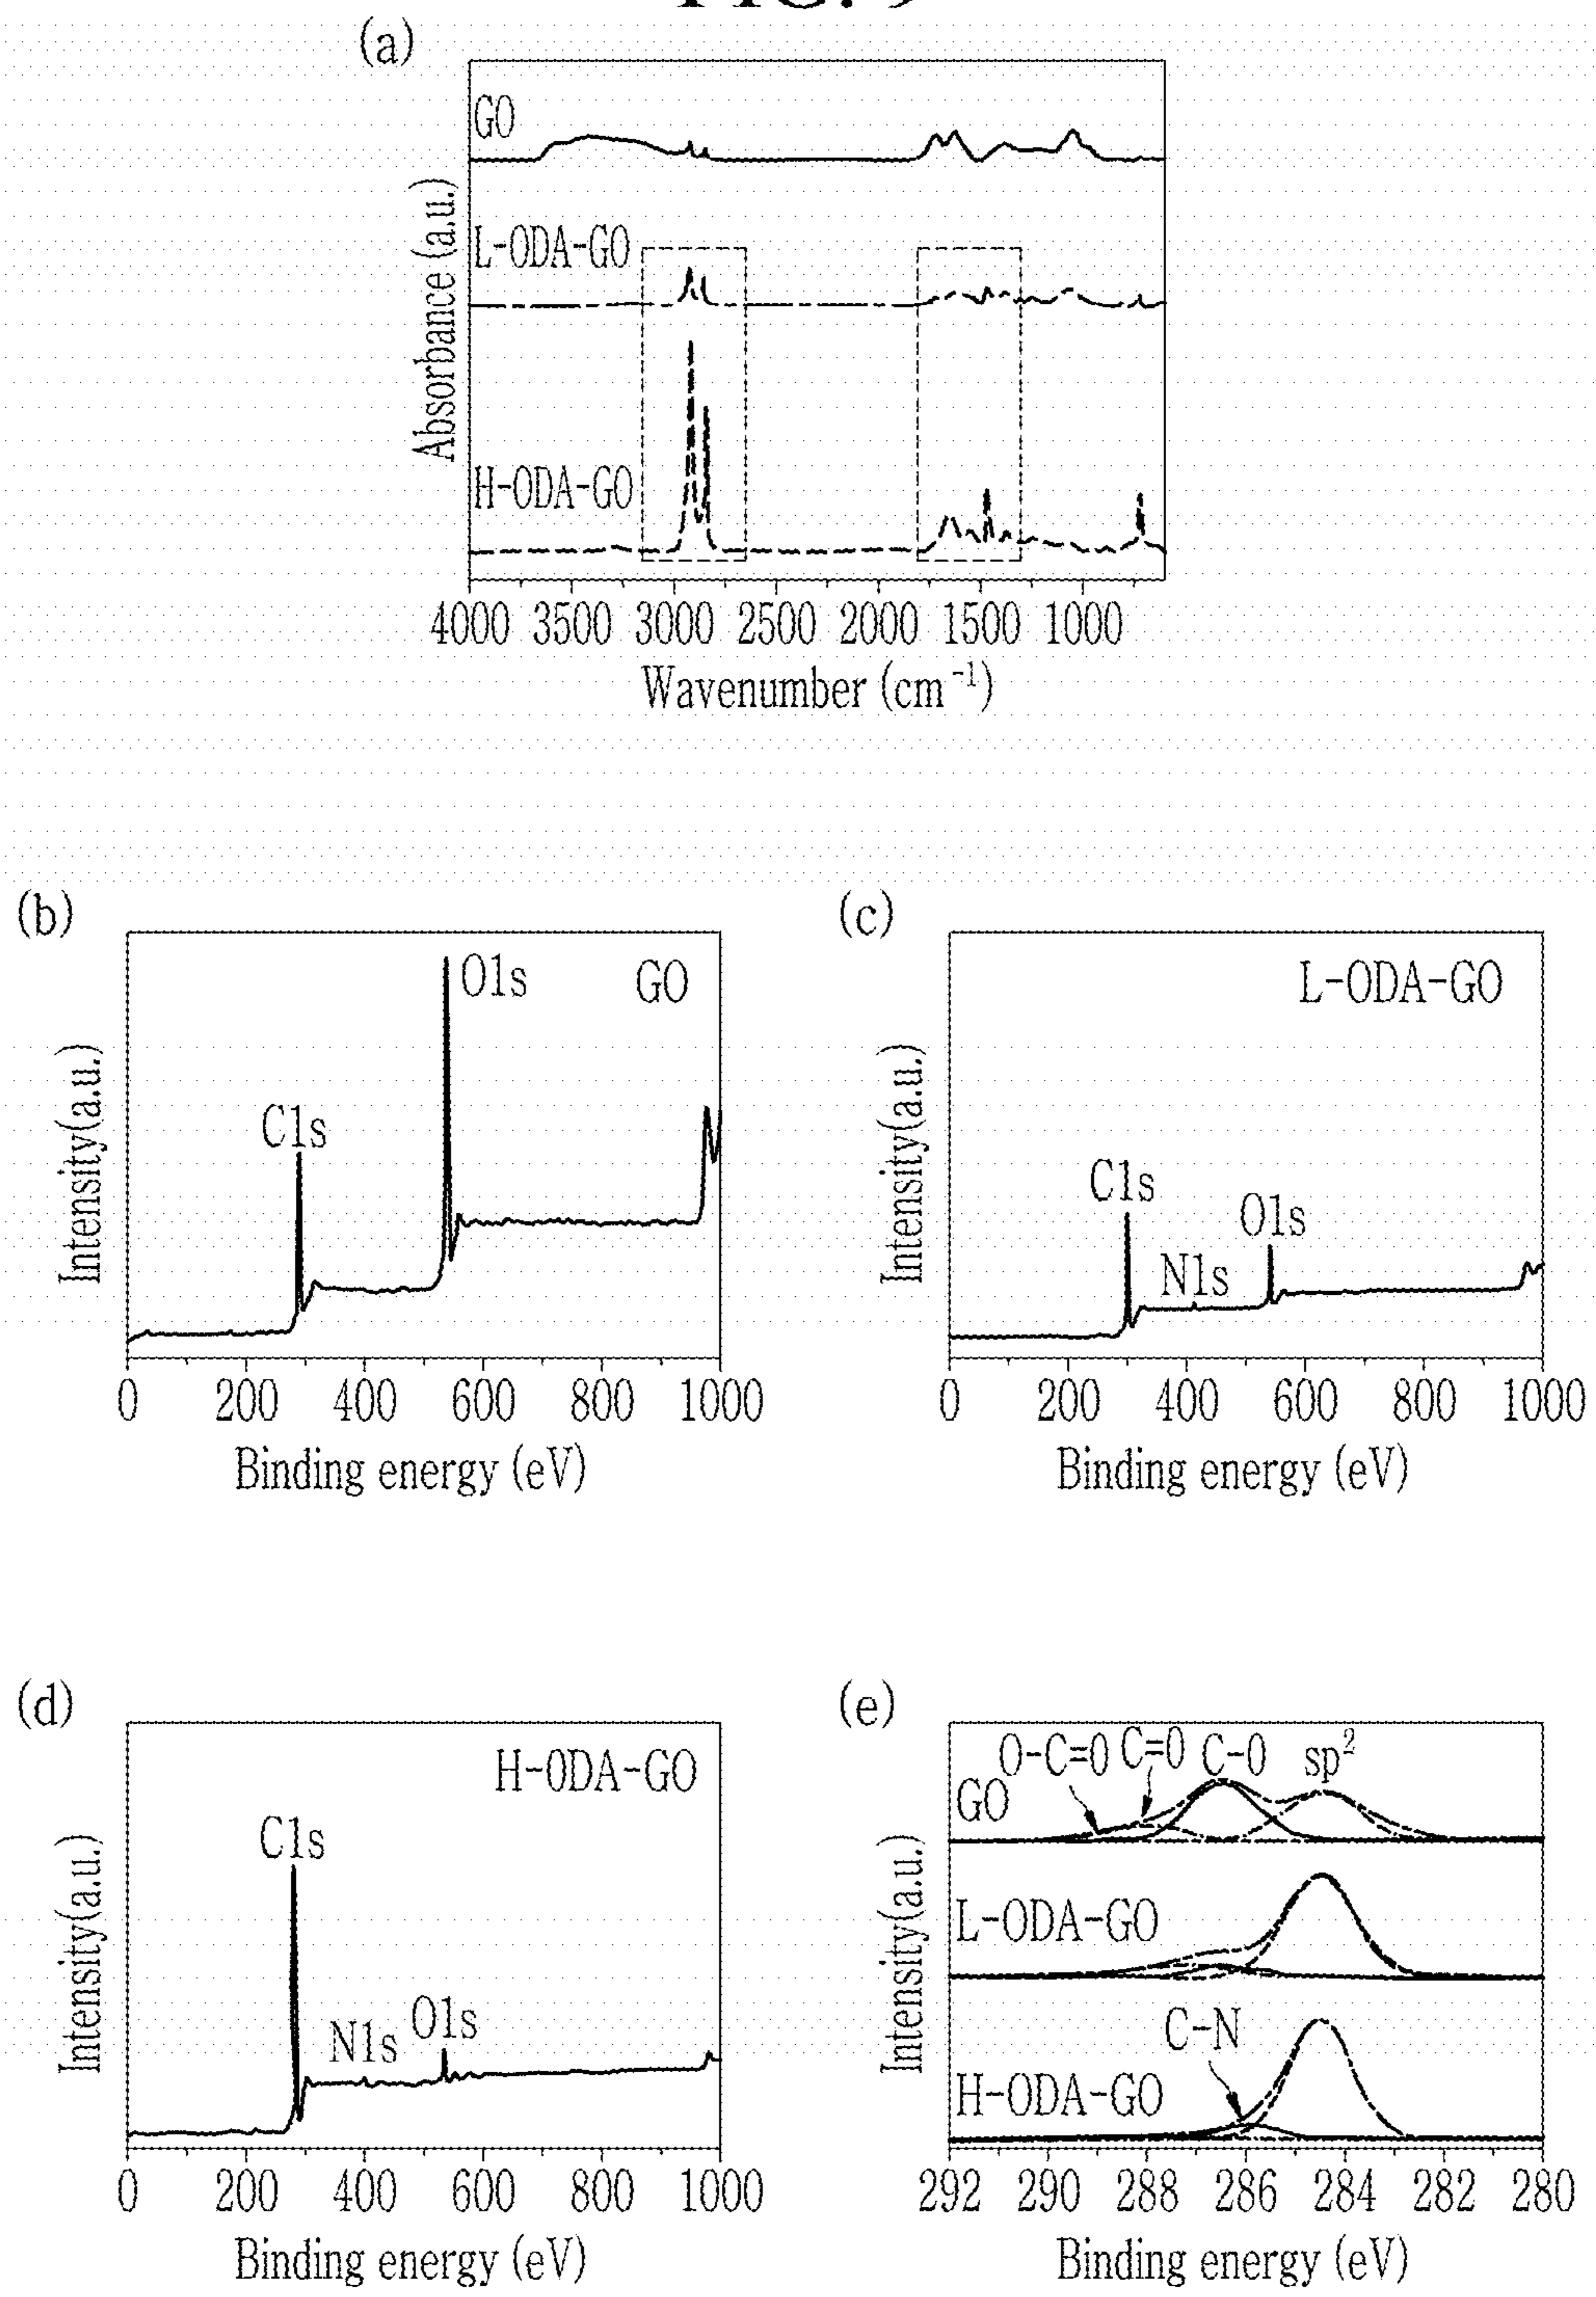 (a)
GO
L-ODA-GO
H-ODA-GO
Absorbance (a.u.)
4000 3500 3000 2500 2000 1500 1000
Wavenumber (cm⁻¹)
(b)
C1s
O1s
GO
Intensity(a.u.)
0 200 400 600 800 1000
Binding energy (eV)
(c)
L-ODA-GO
C1s
N1s
O1s
Intensity(a.u.)
0 200 400 600 800 1000
Binding energy (eV)
(d)
H-ODA-GO
C1s
N1s
O1s
Intensity(a.u.)
0 200 400 600 800 1000
Binding energy (eV)
(e)
O-C=O C=O C-O sp²
GO
L-ODA-GO
C-N
H-ODA-GO
Intensity(a.u.)
292 290 288 286 284 282 280
Binding energy (eV)